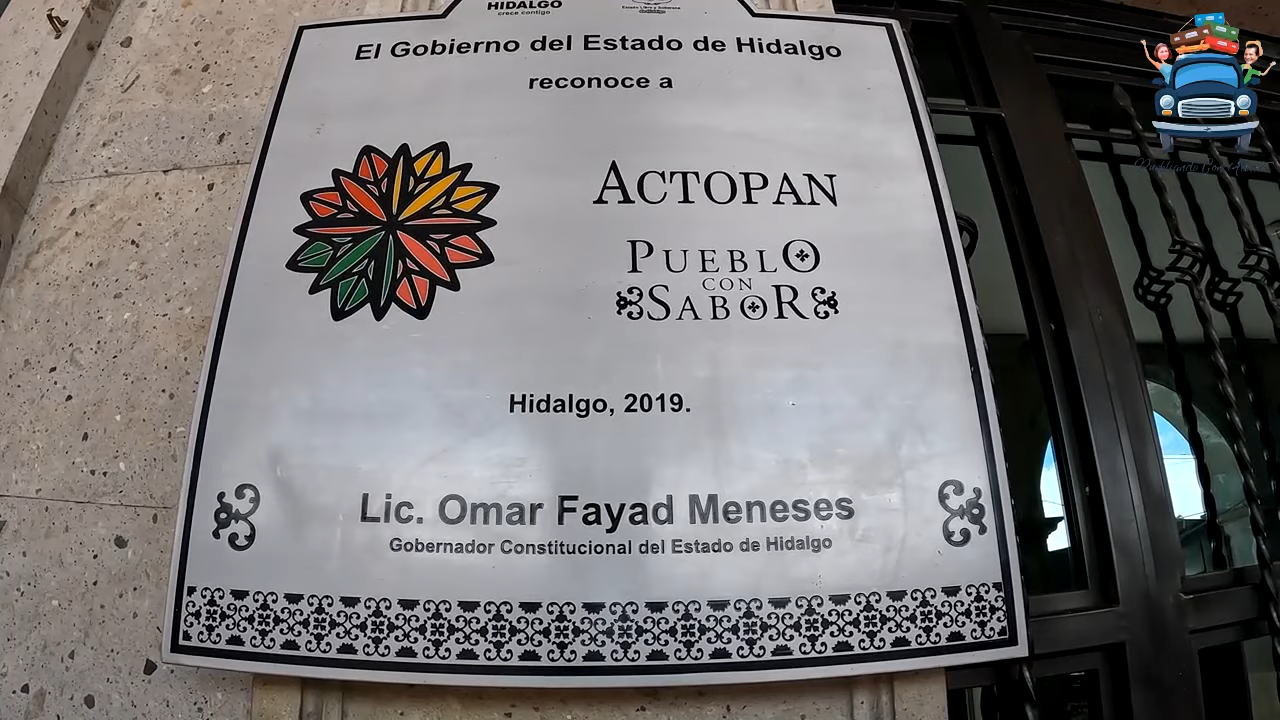 HIDALGO
crece contigo
El Gobierno del Estado de Hidalgo
reconoce a
ACTOPAN
PUEBLO
CON
SABOR
Hidalgo, 2019.
Lic. Omar Fayad Meneses
Gobernador Constitucional del Estado de Hidalgo